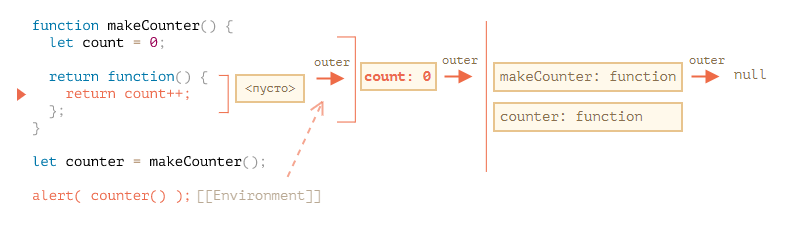 function makeCounter() {
let count = 0;
outer
outer
outer
count: 0
makeCounter: function
null
return function() {
<пусто>
return count++;
counter: function
};
}
let counter = makeCounter();
alert( counter() ); [[Environment]]